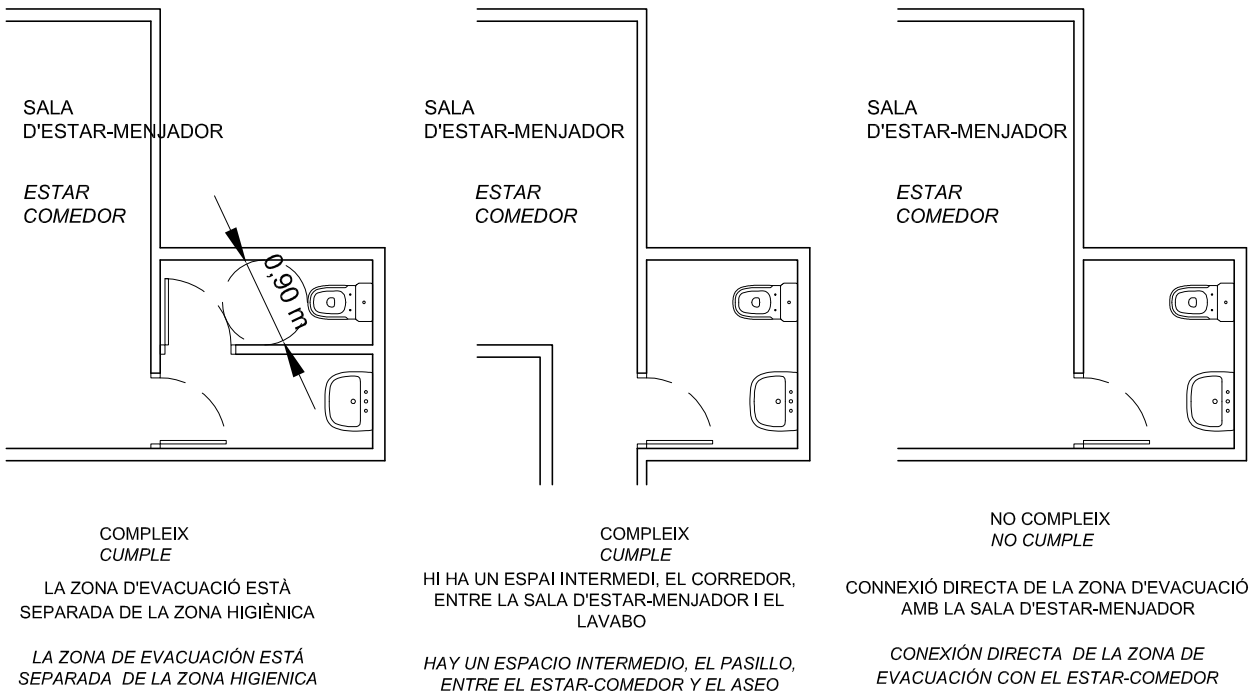 SALA
D'ESTAR-MENJADOR
ESTAR
COMEDOR
0,90 m
COMPLEIX
CUMPLE
LA ZONA D'EVACUACIÓ ESTÀ
SEPARADA DE LA ZONA HIGIÈNICA
LA ZONA DE EVACUACIÓN ESTÁ
SEPARADA DE LA ZONA HIGIENICA
SALA
D'ESTAR-MENJADOR
ESTAR
COMEDOR
COMPLEIX
CUMPLE
HI HA UN ESPAI INTERMEDI, EL CORREDOR,
ENTRE LA SALA D'ESTAR-MENJADOR I EL
LAVABO
HAY UN ESPACIO INTERMEDIO, EL PASILLO,
ENTRE EL ESTAR-COMEDOR Y EL ASEO
SALA
D'ESTAR-MENJADOR
ESTAR
COMEDOR
NO COMPLEIX
NO CUMPLE
CONNEXIÓ DIRECTA DE LA ZONA D'EVACUACIÓ
AMB LA SALA D'ESTAR-MENJADOR
CONEXIÓN DIRECTA DE LA ZONA DE
EVACUACIÓN CON EL ESTAR-COMEDOR